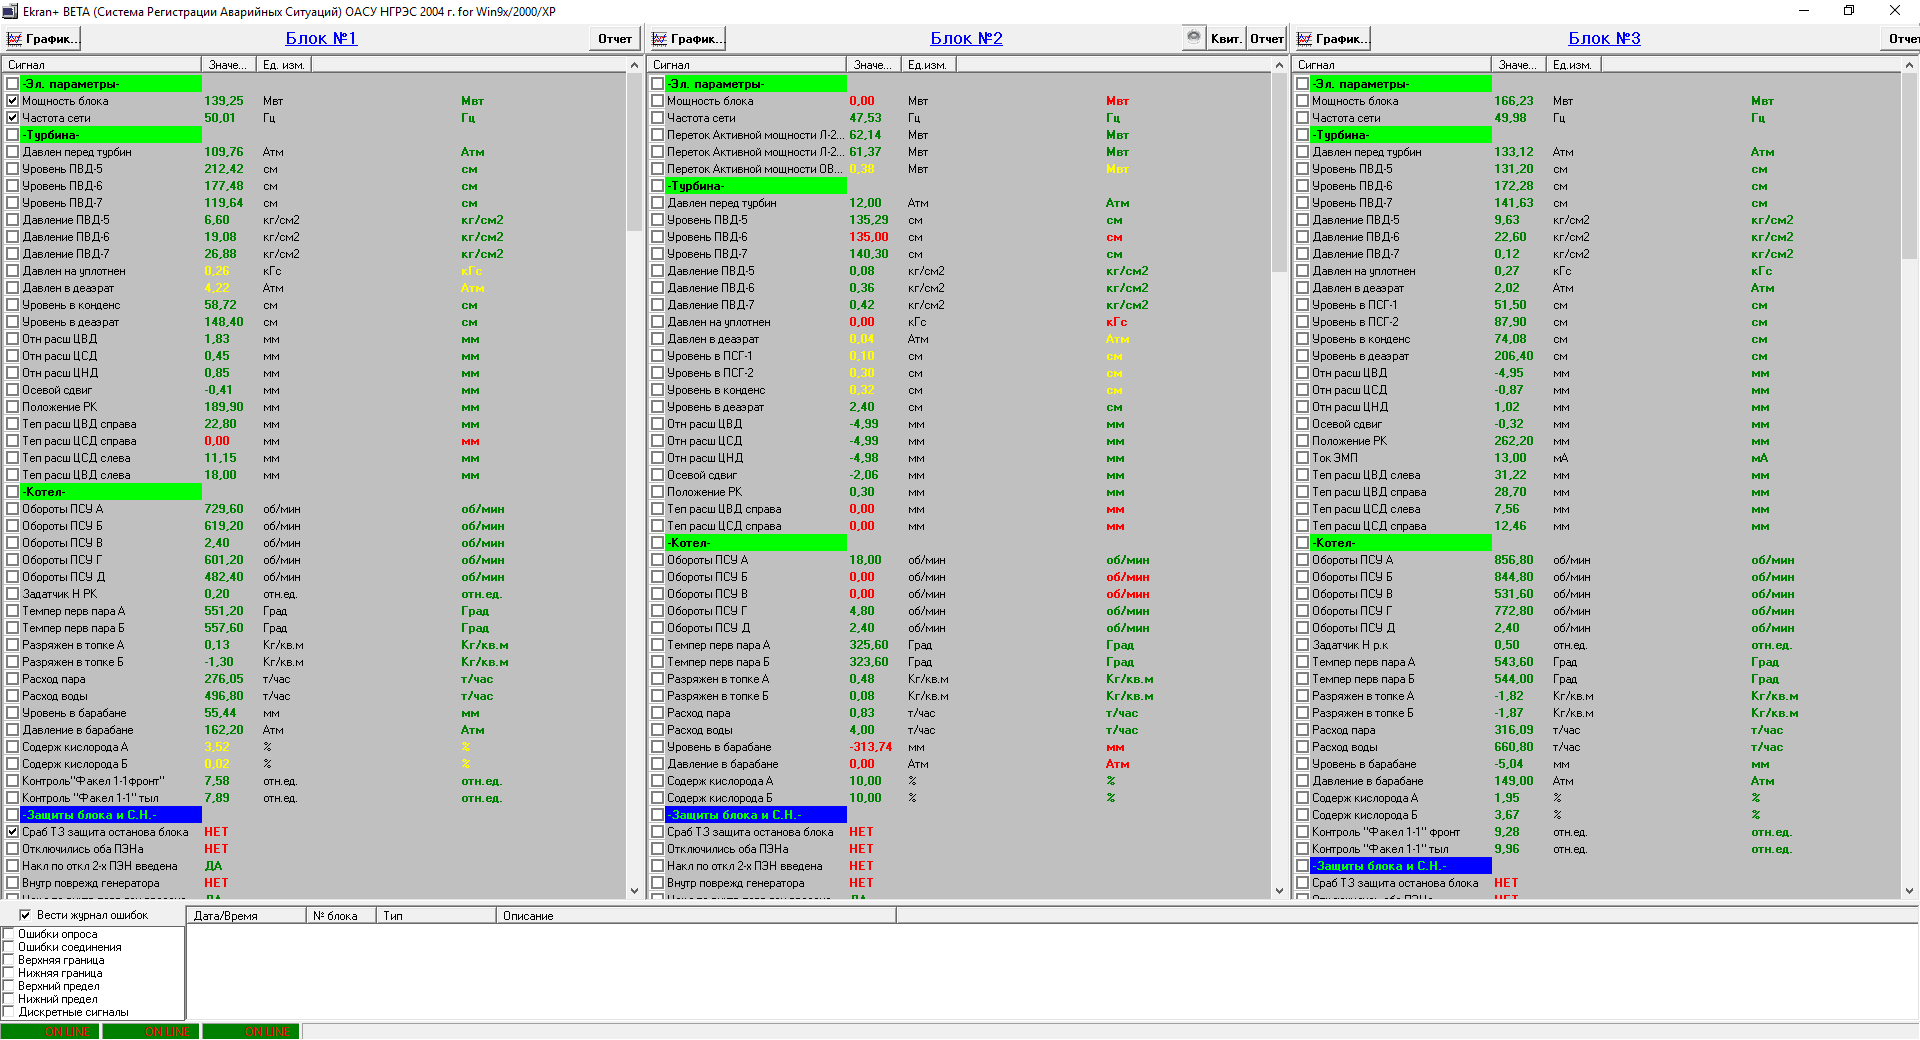 Ekran+ BETA (Система Регистрации Аварийных Ситуаций) ОАСУ НГРЭС 2004 г. for Win9x/2000/XP
График... Блок №1 Отчет
Сигнал Значе... Ед. изм.
-Эл. параметры-
Мощность блока 139,25 Мвт Мвт
Частота сети 50,01 Гц Гц
-Турбина-
Давлен перед турбин 109,76 Атм Атм
Уровень ПВД-5 212,42 см см
Уровень ПВД-6 177,48 см см
Уровень ПВД-7 119,64 см см
Давление ПВД-5 6,60 кг/см2 кг/см2
Давление ПВД-6 19,08 кг/см2 кг/см2
Давление ПВД-7 26,88 кг/см2 кг/см2
Давлен на уплотнен 0,26 кГс кГс
Давлен в деаэрат 4,22 Атм Атм
Уровень в конденс 58,72 см см
Уровень в деаэрат 148,40 см см
Отн расш ЦВД 1,83 мм мм
Отн расш ЦСД 0,45 мм мм
Отн расш ЦНД 0,85 мм мм
Осевой сдвиг -0,41 мм мм
Положение РК 189,90 мм мм
Теп расш ЦВД справа 22,80 мм мм
Теп расш ЦСД справа 0,00 мм мм
Теп расш ЦСД слева 11,15 мм мм
Теп расш ЦВД слева 18,00 мм мм
-Котел-
Обороты ПСУ А 729,60 об/мин об/мин
Обороты ПСУ Б 619,20 об/мин об/мин
Обороты ПСУ В 2,40 об/мин об/мин
Обороты ПСУ Г 601,20 об/мин об/мин
Обороты ПСУ Д 482,40 об/мин об/мин
Задатчик Н РК 0,20 отн.ед. отн.ед.
Темпер перв пара А 551,20 Град Град
Темпер перв пара Б 557,60 Град Град
Разряжен в топке А 0,13 Кг/кв.м Кг/кв.м
Разряжен в топке Б -1,30 Кг/кв.м Кг/кв.м
Расход пара 276,05 т/час т/час
Расход воды 496,80 т/час т/час
Уровень в барабане 55,44 мм мм
Давление в барабане 162,20 Атм Атм
Содерж кислорода А 3,52 % %
Содерж кислорода Б 0,02 % %
Контроль"Факел 1-1фронт" 7,58 отн.ед. отн.ед.
Контроль "Факел 1-1" тыл 7,89 отн.ед. отн.ед.
-Защиты блока и С.Н.-
Сраб ТЗ защита останова блока НЕТ
Отключились оба ПЭНа НЕТ
Накл по откл 2-х ПЭН введена ДА
Внутр поврежд генератора НЕТ
График... Блок №2 Квит. Отчет
Сигнал Значе... Ед.изм.
-Эл. параметры-
Мощность блока 0,00 Мвт Мвт
Частота сети 47,53 Гц Гц
Переток Активной мощности Л-2... 62,14 Мвт Мвт
Переток Активной мощности Л-2... 61,37 Мвт Мвт
Переток Активной мощности ОВ... 0,38 Мвт Мвт
-Турбина-
Давлен перед турбин 12,00 Атм Атм
Уровень ПВД-5 135,29 см см
Уровень ПВД-6 135,00 см см
Уровень ПВД-7 140,30 см см
Давление ПВД-5 0,08 кг/см2 кг/см2
Давление ПВД-6 0,36 кг/см2 кг/см2
Давление ПВД-7 0,42 кг/см2 кг/см2
Давлен на уплотнен 0,00 кГс кГс
Давлен в деаэрат 0,04 Атм Атм
Уровень в ПСГ-1 0,10 см см
Уровень в ПСГ-2 0,30 см см
Уровень в конденс 0,32 см см
Уровень в деаэрат 2,40 см см
Отн расш ЦВД -4,99 мм мм
Отн расш ЦСД -4,99 мм мм
Отн расш ЦНД -4,98 мм мм
Осевой сдвиг -2,06 мм мм
Положение РК 0,30 мм мм
Теп расш ЦВД справа 0,00 мм мм
Теп расш ЦСД справа 0,00 мм мм
-Котел-
Обороты ПСУ А 18,00 об/мин об/мин
Обороты ПСУ Б 0,00 об/мин об/мин
Обороты ПСУ В 0,00 об/мин об/мин
Обороты ПСУ Г 4,80 об/мин об/мин
Обороты ПСУ Д 2,40 об/мин об/мин
Темпер перв пара А 325,60 Град Град
Темпер перв пара Б 323,60 Град Град
Разряжен в топке А 0,48 Кг/кв.м Кг/кв.м
Разряжен в топке Б 0,08 Кг/кв.м Кг/кв.м
Расход пара 0,83 т/час т/час
Расход воды 4,00 т/час т/час
Уровень в барабане -313,74 мм мм
Давление в барабане 0,00 Атм Атм
Содерж кислорода А 10,00 % %
Содерж кислорода Б 10,00 % %
-Защиты блока и С.Н.-
Сраб ТЗ защита останова блока НЕТ
Отключились оба ПЭНа НЕТ
Накл по откл 2-х ПЭН введена НЕТ
Внутр поврежд генератора НЕТ
График... Блок №3 Отчет
Сигнал Значе... Ед.изм.
-Эл. параметры-
Мощность блока 166,23 Мвт Мвт
Частота сети 49,98 Гц Гц
-Турбина-
Давлен перед турбин 133,12 Атм Атм
Уровень ПВД-5 131,20 см см
Уровень ПВД-6 172,28 см см
Уровень ПВД-7 141,63 см см
Давление ПВД-5 9,63 кг/см2 кг/см2
Давление ПВД-6 22,60 кг/см2 кг/см2
Давление ПВД-7 0,12 кг/см2 кг/см2
Давлен на уплотнен 0,27 кГс кГс
Давлен в деаэрат 2,02 Атм Атм
Уровень в ПСГ-1 51,50 см см
Уровень в ПСГ-2 87,90 см см
Уровень в конденс 74,08 см см
Уровень в деаэрат 206,40 см см
Отн расш ЦВД -4,95 мм мм
Отн расш ЦСД -0,87 мм мм
Отн расш ЦНД 1,02 мм мм
Осевой сдвиг -0,32 мм мм
Положение РК 262,20 мм мм
Ток ЭМП 13,00 мА мА
Теп расш ЦВД слева 31,22 мм мм
Теп расш ЦВД справа 28,70 мм мм
Теп расш ЦСД слева 7,56 мм мм
Теп расш ЦСД справа 12,46 мм мм
-Котел-
Обороты ПСУ А 856,80 об/мин об/мин
Обороты ПСУ Б 844,80 об/мин об/мин
Обороты ПСУ В 531,60 об/мин об/мин
Обороты ПСУ Г 772,80 об/мин об/мин
Обороты ПСУ Д 2,40 об/мин об/мин
Задатчик Н р.к 0,50 отн.ед. отн.ед.
Темпер перв пара А 543,60 Град Град
Темпер перв пара Б 544,00 Град Град
Разряжен в топке А -1,82 Кг/кв.м Кг/кв.м
Разряжен в топке Б -1,87 Кг/кв.м Кг/кв.м
Расход пара 316,09 т/час т/час
Расход воды 660,80 т/час т/час
Уровень в барабане -5,04 мм мм
Давление в барабане 149,00 Атм Атм
Содерж кислорода А 1,95 % %
Содерж кислорода Б 3,67 % %
Контроль "Факел 1-1" фронт 9,28 отн.ед. отн.ед.
Контроль "Факел 1-1" тыл 9,96 отн.ед. отн.ед.
-Защиты блока и С.Н.-
Сраб ТЗ защита останова блока НЕТ
Вести журнал ошибок
Ошибки опроса
Ошибки соединения
Верхняя граница
Нижняя граница
Верхний предел
Нижний предел
Дискретные сигналы
Дата/Время № блока Тип Описание
ON LINE ON LINE ON LINE